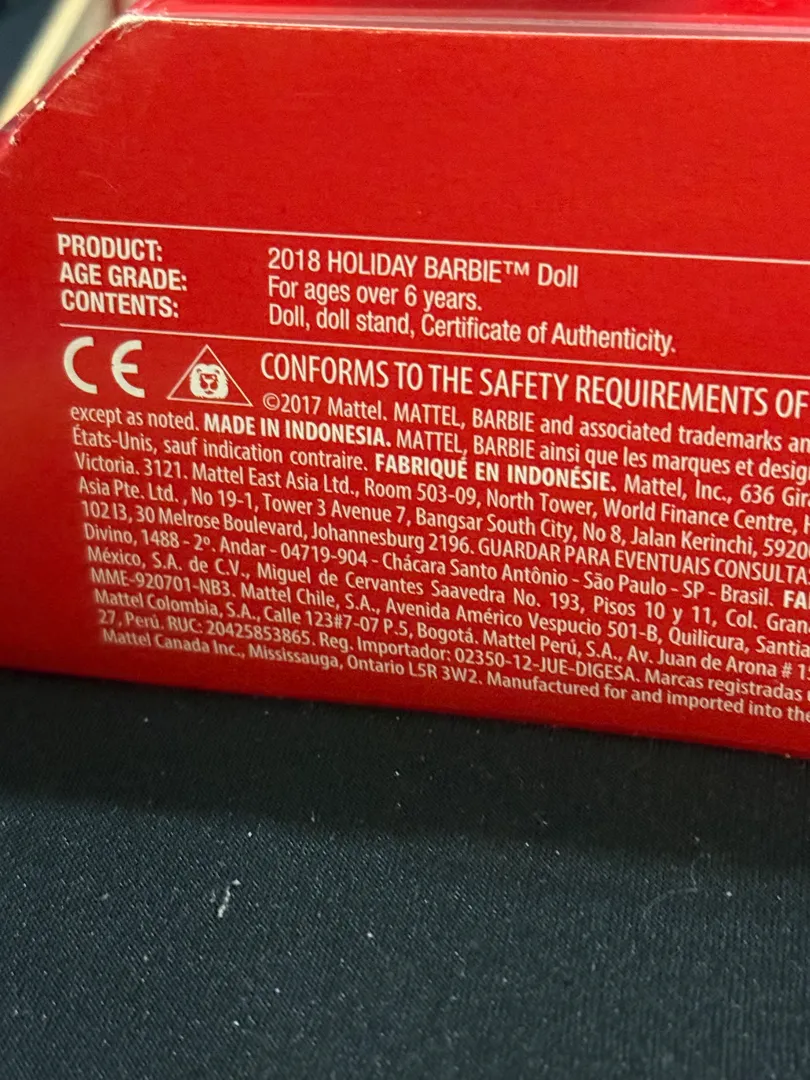 PRODUCT: 2018 HOLIDAY BARBIE™ Doll
AGE GRADE: For ages over 6 years.
CONTENTS: Doll, doll stand, Certificate of Authenticity.
CE CONFORMS TO THE SAFETY REQUIREMENTS OF
©2017 Mattel. MATTEL, BARBIE and associated trademarks an
except as noted. MADE IN INDONESIA. MATTEL, BARBIE ainsi que les marques et desig
États-Unis, sauf indication contraire. FABRIQUÉ EN INDONÉSIE. Mattel, Inc., 636 Gir
Victoria. 3121. Mattel East Asia Ltd., Room 503-09, North Tower, World Finance Centre,
Asia Pte. Ltd., No 19-1, Tower 3 Avenue 7, Bangsar South City, No 8, Jalan Kerinchi, 5920
102 I3, 30 Melrose Boulevard, Johannesburg 2196. GUARDAR PARA EVENTUAIS CONSULTA
Divino, 1488 - 2º. Andar - 04719-904 - Chácara Santo Antônio - São Paulo - SP - Brasil. FA
México, S.A. de C.V., Miguel de Cervantes Saavedra No. 193, Pisos 10 y 11, Col. Gran
MME-920701-NB3. Mattel Chile, S.A., Avenida Américo Vespucio 501-B, Quilicura, Santia
Mattel Colombia, S.A., Calle 123#7-07 P.5, Bogotá. Mattel Perú, S.A., Av. Juan de Arona # 1
27, Perú. RUC: 20425853865. Reg. Importador: 02350-12-JUE-DIGESA. Marcas registradas
Mattel Canada Inc., Mississauga, Ontario L5R 3W2. Manufactured for and imported into the